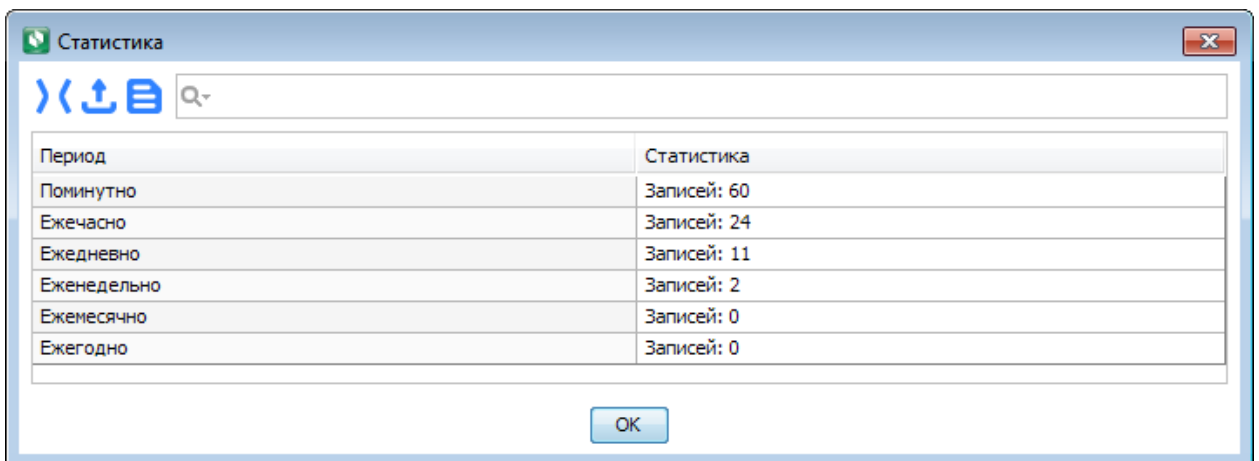 Статистика
Период Статистика
Поминутно Записей: 60
Ежечасно Записей: 24
Ежедневно Записей: 11
Еженедельно Записей: 2
Ежемесячно Записей: 0
Ежегодно Записей: 0
OK